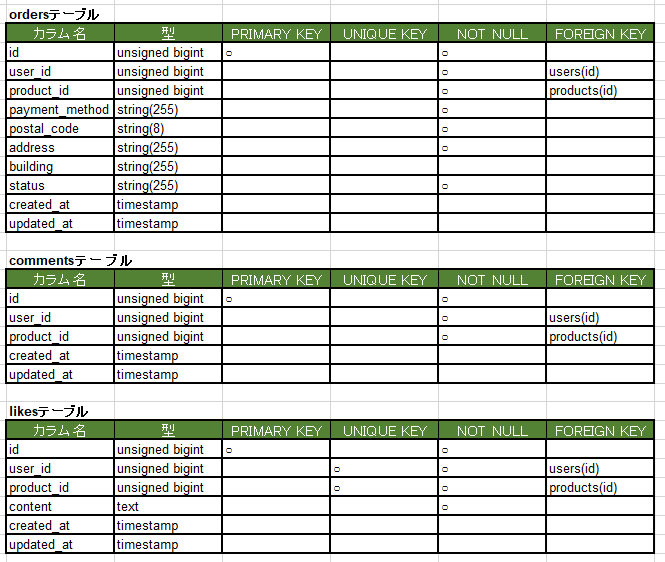 ordersテーブル
カラム名 型 PRIMARY KEY UNIQUE KEY NOT NULL FOREIGN KEY
id unsigned bigint ○ ○
user_id unsigned bigint ○ users(id)
product_id unsigned bigint ○ products(id)
payment_method string(255) ○
postal_code string(8) ○
address string(255) ○
building string(255)
status string(255) ○
created_at timestamp
updated_at timestamp
commentsテーブル
カラム名 型 PRIMARY KEY UNIQUE KEY NOT NULL FOREIGN KEY
id unsigned bigint ○ ○
user_id unsigned bigint ○ users(id)
product_id unsigned bigint ○ products(id)
created_at timestamp
updated_at timestamp
likesテーブル
カラム名 型 PRIMARY KEY UNIQUE KEY NOT NULL FOREIGN KEY
id unsigned bigint ○ ○
user_id unsigned bigint ○ ○ users(id)
product_id unsigned bigint ○ ○ products(id)
content text ○
created_at timestamp
updated_at timestamp